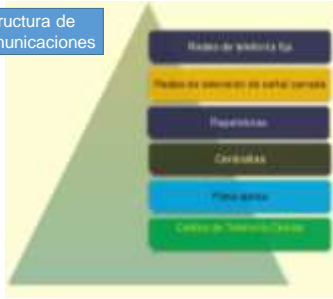 ructura de
unicaciones
Redes de telefonía fija
Redes de televisión de señal cerrada
Repetidoras
Centrales
Fibra óptica
Celdas de Telefonía Celular